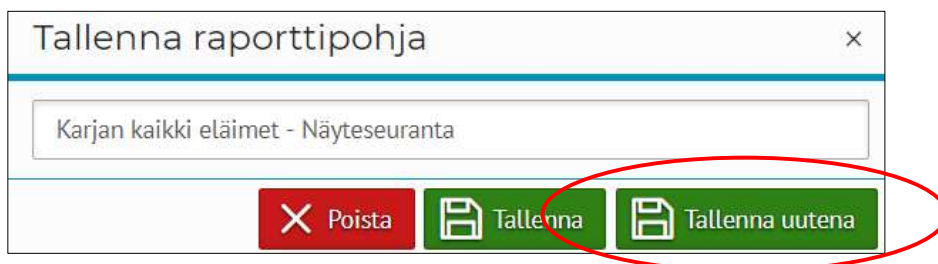 Tallenna raporttipohja ×
Karjan kaikki eläimet - Näyteseuranta
Poista Tallenna Tallenna uutena